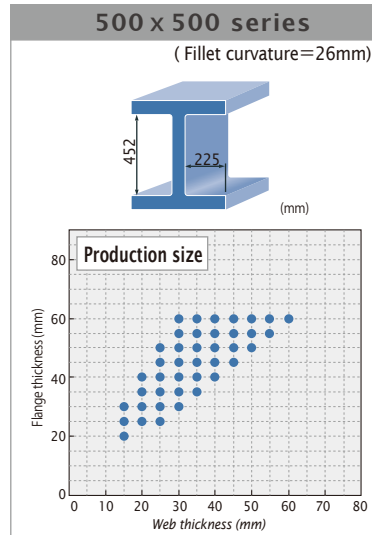 500 x 500 series
( Fillet curvature＝26mm)
452
225
(mm)
Production size
80
60
40
20
0
Flange thickness (mm)
0 10 20 30 40 50 60 70 80
Web thickness (mm)